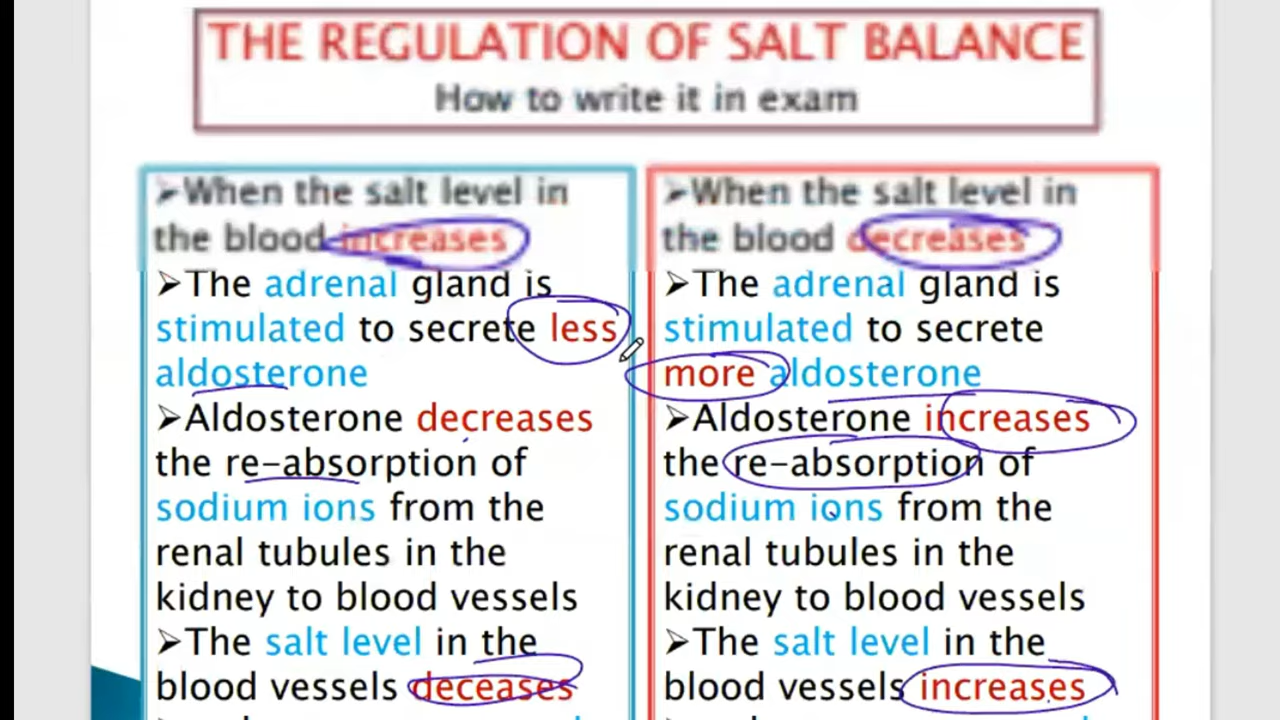 THE REGULATION OF SALT BALANCE
How to write it in exam
➢When the salt level in
the blood increases
➢The adrenal gland is
stimulated to secrete less
aldosterone
➢Aldosterone decreases
the re-absorption of
sodium ions from the
renal tubules in the
kidney to blood vessels
➢The salt level in the
blood vessels deceases
➢When the salt level in
the blood decreases
➢The adrenal gland is
stimulated to secrete
more aldosterone
➢Aldosterone increases
the re-absorption of
sodium ions from the
renal tubules in the
kidney to blood vessels
➢The salt level in the
blood vessels increases